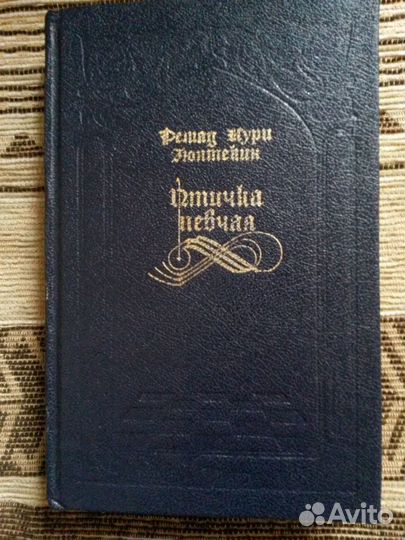 Решад Нури
Гюнтекин
Птичка
певчая
Avito